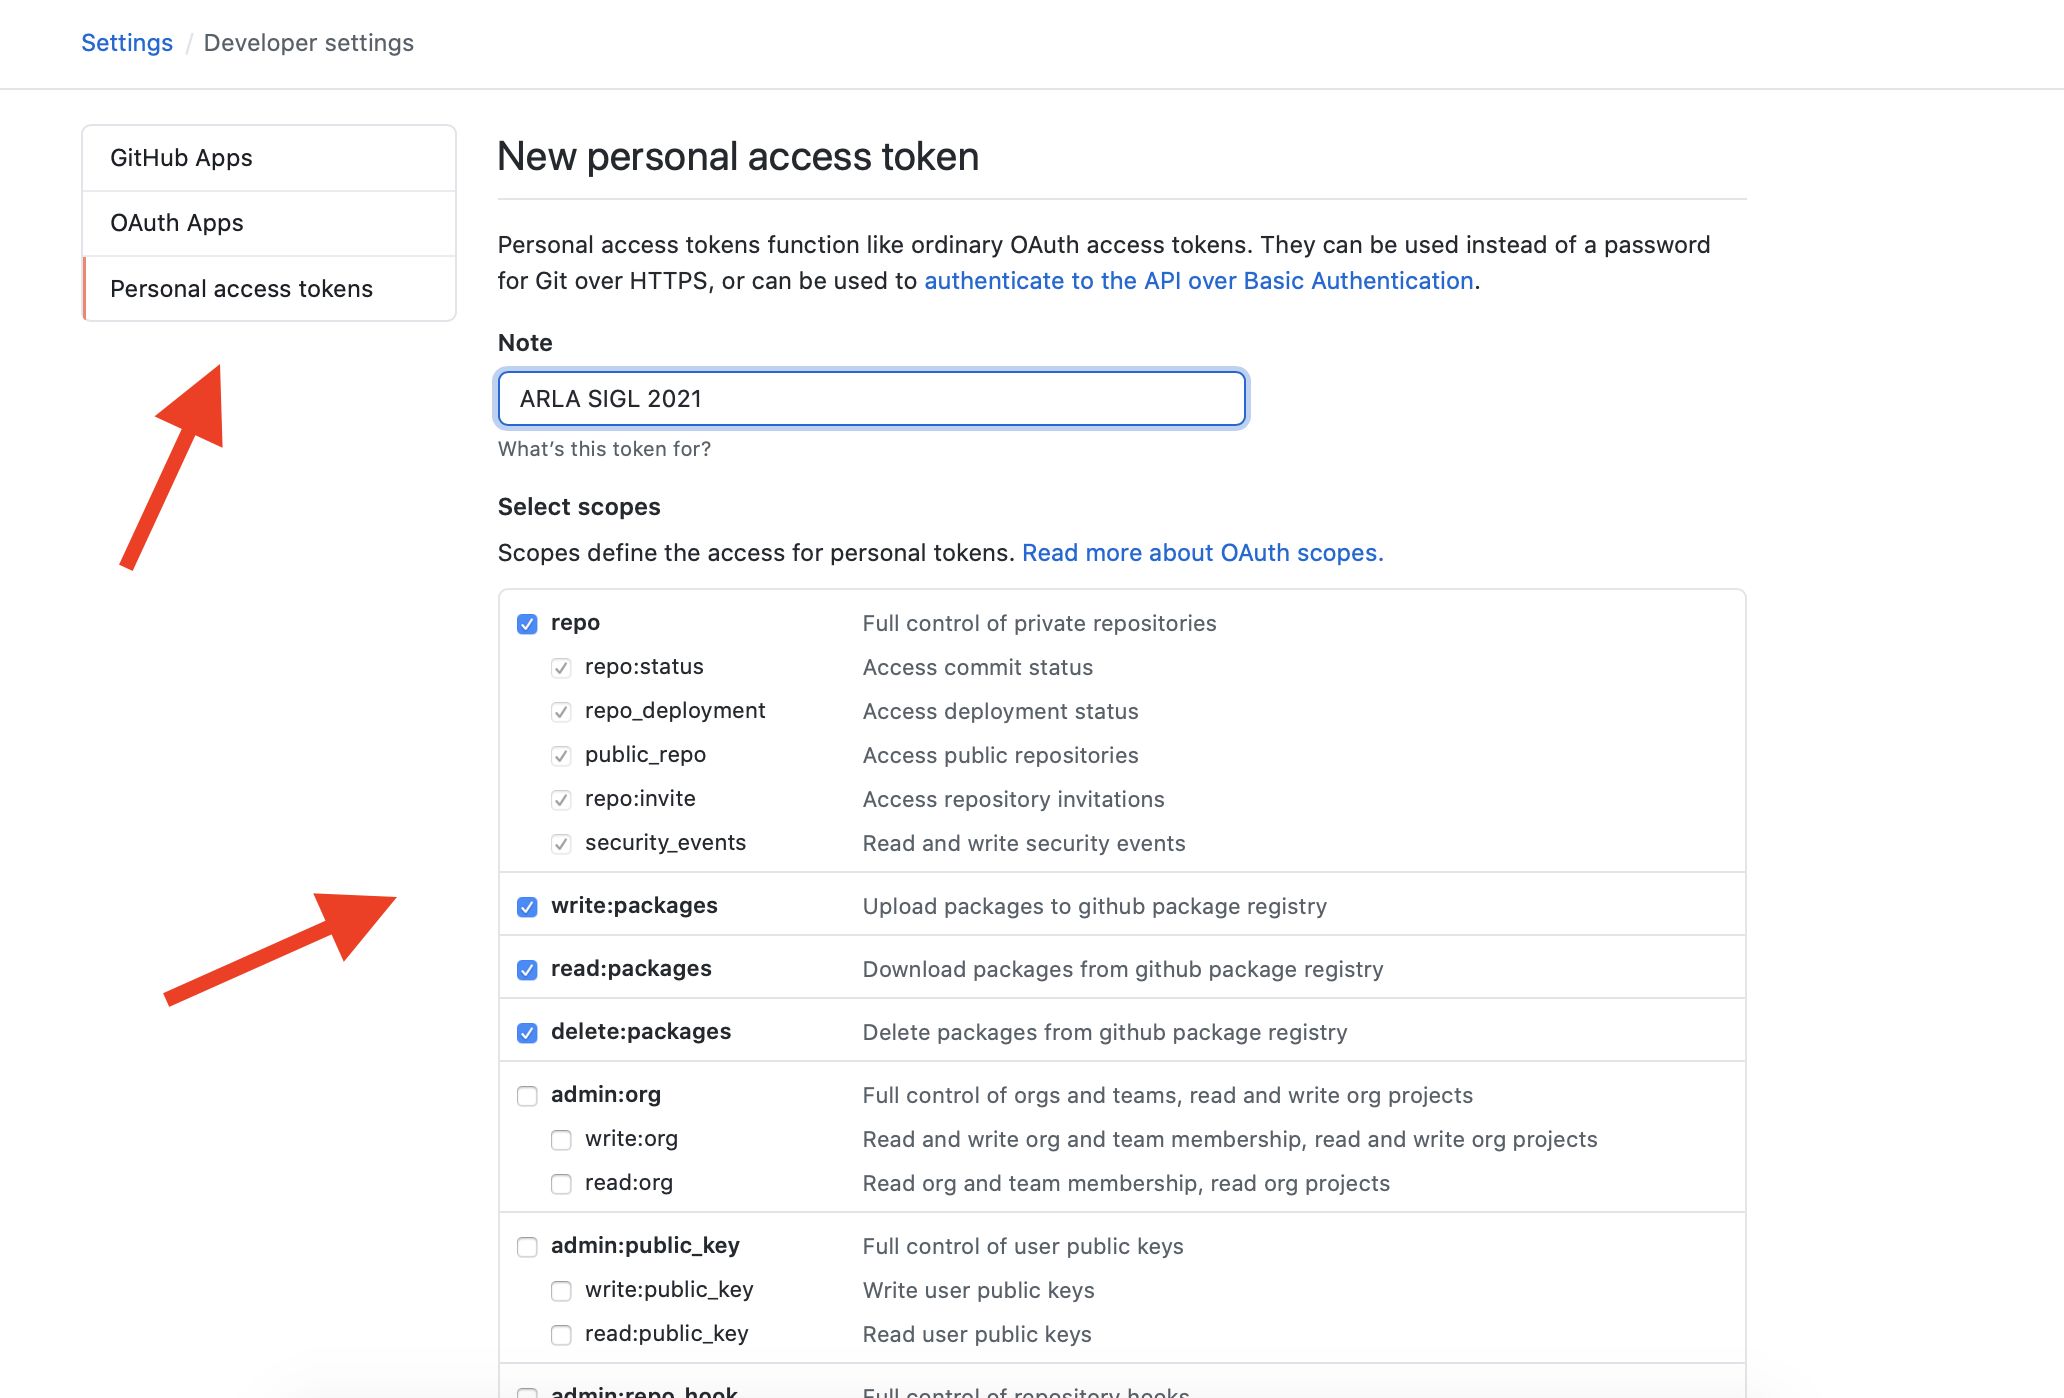 Settings / Developer settings
GitHub Apps
OAuth Apps
Personal access tokens
New personal access token
Personal access tokens function like ordinary OAuth access tokens. They can be used instead of a password
for Git over HTTPS, or can be used to authenticate to the API over Basic Authentication.
Note
ARLA SIGL 2021
What's this token for?
Select scopes
Scopes define the access for personal tokens. Read more about OAuth scopes.
repo Full control of private repositories
repo:status Access commit status
repo_deployment Access deployment status
public_repo Access public repositories
repo:invite Access repository invitations
security_events Read and write security events
write:packages Upload packages to github package registry
read:packages Download packages from github package registry
delete:packages Delete packages from github package registry
admin:org Full control of orgs and teams, read and write org projects
write:org Read and write org and team membership, read and write org projects
read:org Read org and team membership, read org projects
admin:public_key Full control of user public keys
write:public_key Write user public keys
read:public_key Read user public keys
admin:repo_hook Full control of repository hooks